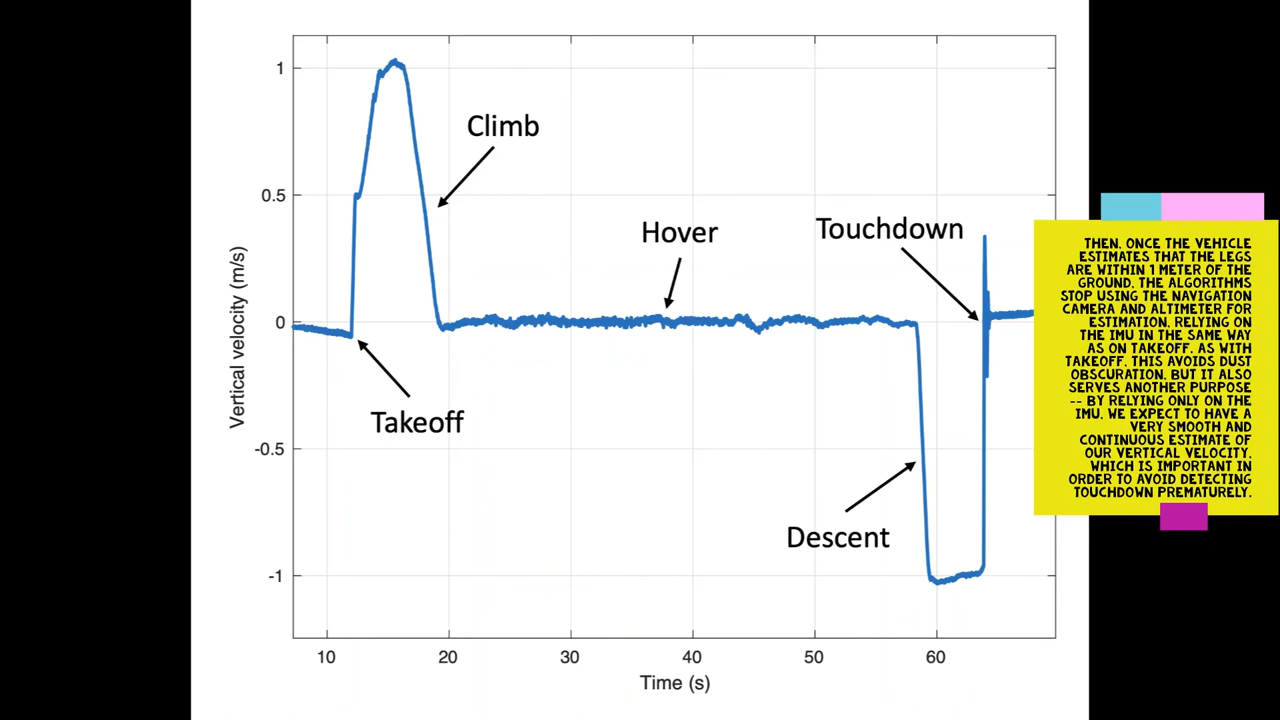 1
0.5
0
-0.5
-1
10
20
30
40
50
60
Vertical velocity (m/s)
Time (s)
Climb
Hover
Touchdown
Takeoff
Descent
THEN, ONCE THE VEHICLE
ESTIMATES THAT THE LEGS
ARE WITHIN 1 METER OF THE
GROUND, THE ALGORITHMS
STOP USING THE NAVIGATION
CAMERA AND ALTIMETER FOR
ESTIMATION, RELYING ON
THE IMU IN THE SAME WAY
AS ON TAKEOFF. AS WITH
TAKEOFF, THIS AVOIDS DUST
OBSCURATION, BUT IT ALSO
SERVES ANOTHER PURPOSE
-- BY RELYING ONLY ON THE
IMU, WE EXPECT TO HAVE A
VERY SMOOTH AND
CONTINUOUS ESTIMATE OF
OUR VERTICAL VELOCITY,
WHICH IS IMPORTANT IN
ORDER TO AVOID DETECTING
TOUCHDOWN PREMATURELY.